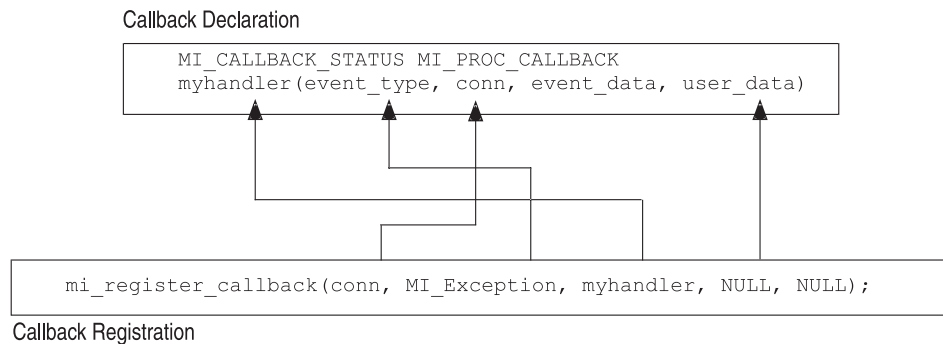 Callback Declaration
MI_CALLBACK_STATUS MI_PROC_CALLBACK
myhandler(event_type, conn, event_data, user_data)
mi_register_callback(conn, MI_Exception, myhandler, NULL, NULL);
Callback Registration